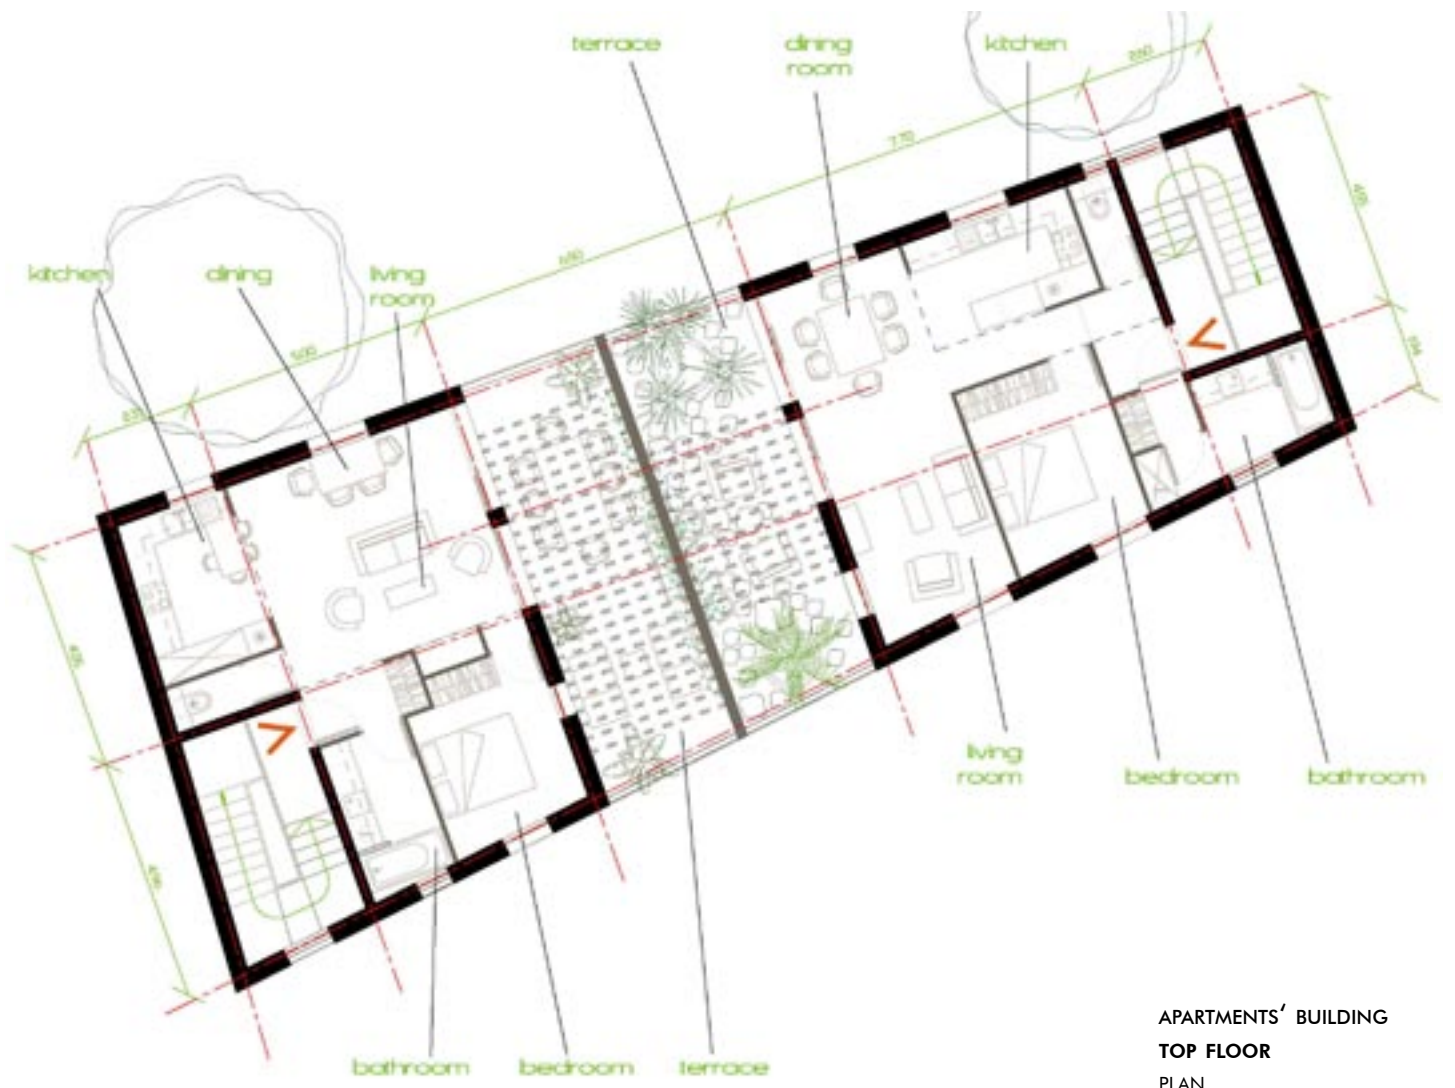 terrace
dining
room
kitchen
770
kitchen
dining
living
room
living
room
bedroom
bathroom
bathroom
bedroom
terrace
APARTMENTS' BUILDING
TOP FLOOR
PLAN